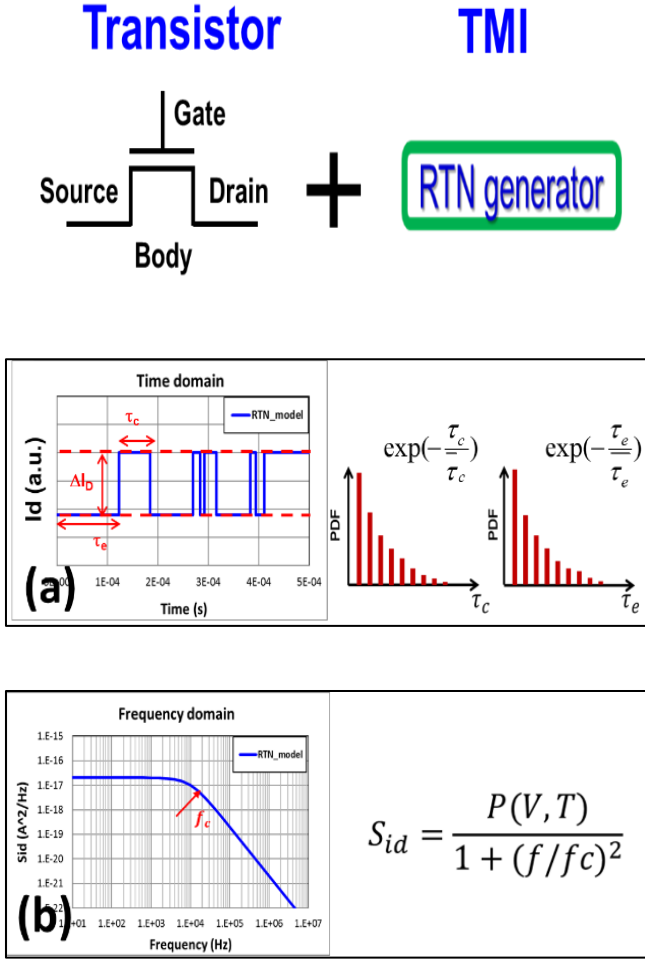 Transistor TMI
Gate
Source Drain
Body
+
RTN generator
Time domain
RTN_model
τc
ΔID
τe
Id (a.u.)
1E-04 2E-04 3E-04 4E-04 5E-04
Time (s)
(a)
exp(-τc/τ̅c)
PDF
τc
exp(-τe/τ̅e)
PDF
τe
Frequency domain
RTN_model
1.E-15
1.E-16
1.E-17
1.E-18
1.E-19
1.E-20
1.E-21
Sid (A^2/Hz)
fc
1.E+02 1.E+03 1.E+04 1.E+05 1.E+06 1.E+07
Frequency (Hz)
(b)
Sid = P(V,T)/(1 + (f/fc)²)